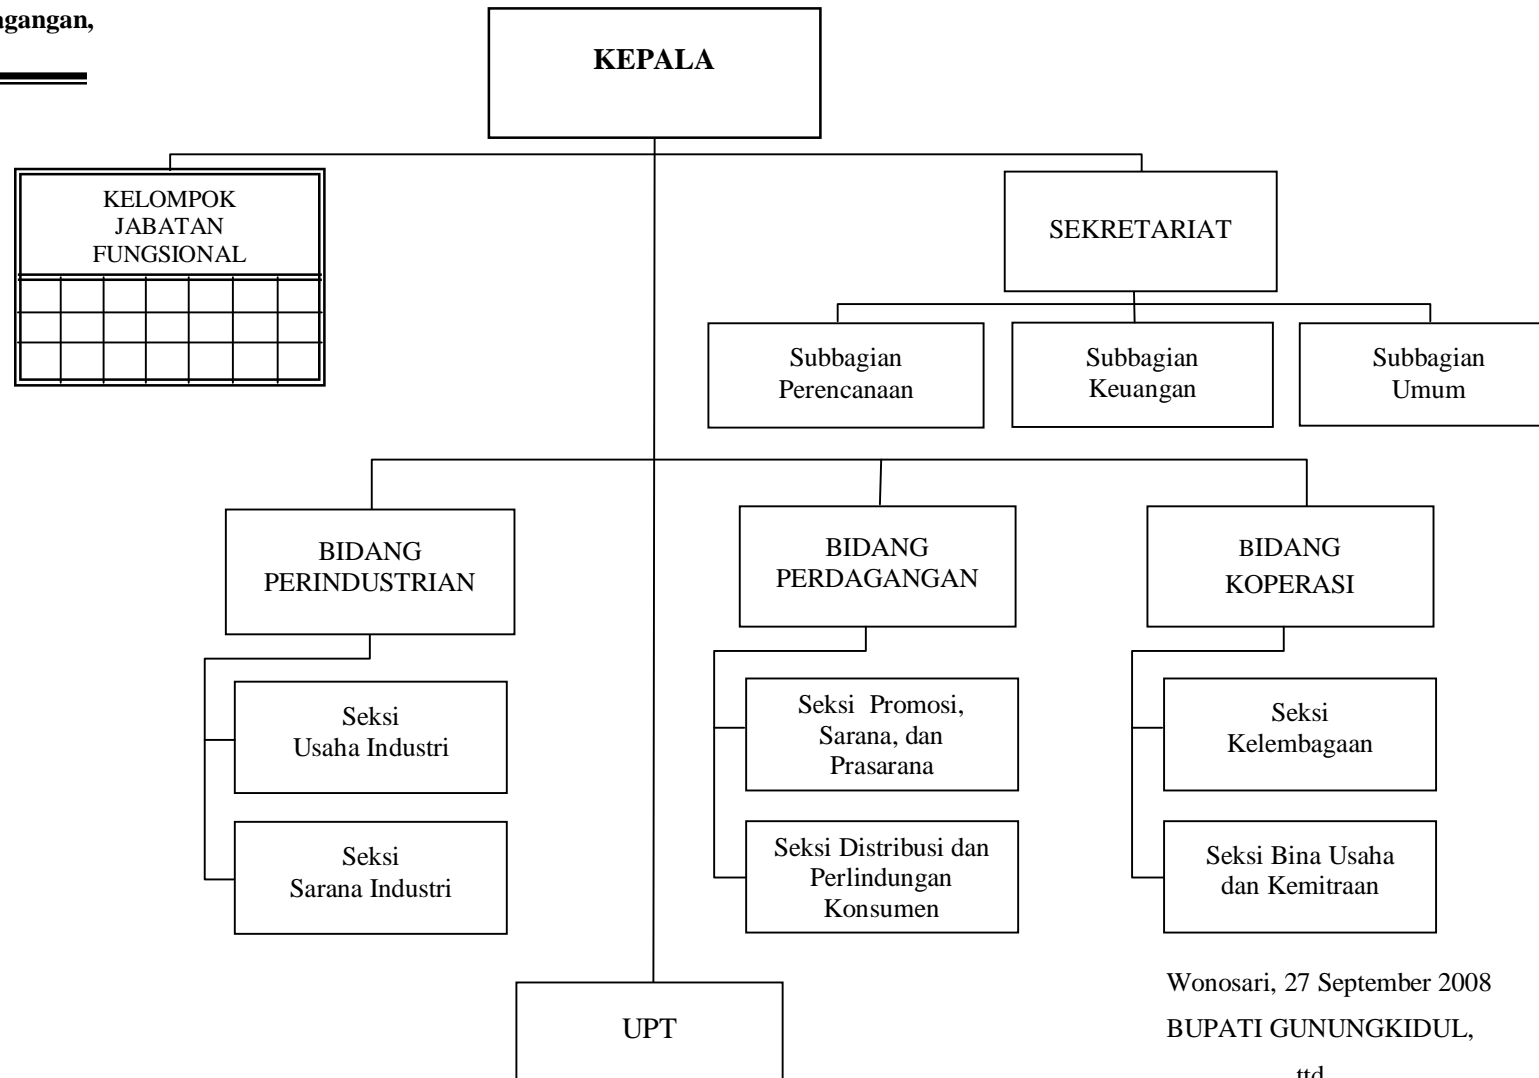 KEPALA
KELOMPOK
JABATAN
FUNGSIONAL
SEKRETARIAT
Subbagian
Perencanaan
Subbagian
Keuangan
Subbagian
Umum
BIDANG
PERINDUSTRIAN
BIDANG
PERDAGANGAN
BIDANG
KOPERASI
Seksi
Usaha Industri
Seksi Promosi,
Sarana, dan
Prasarana
Seksi
Kelembagaan
Seksi
Sarana Industri
Seksi Distribusi dan
Perlindungan
Konsumen
Seksi Bina Usaha
dan Kemitraan
UPT
Wonosari, 27 September 2008
BUPATI GUNUNGKIDUL,
ttd